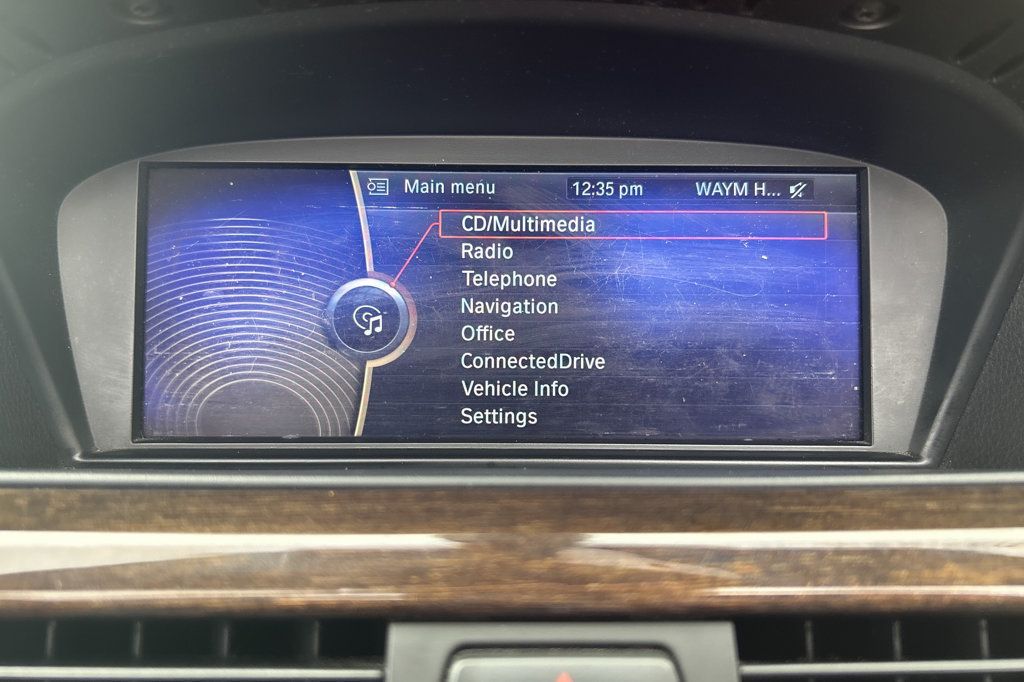 Main menu 12:35 pm WAYM H...
CD/Multimedia
Radio
Telephone
Navigation
Office
ConnectedDrive
Vehicle Info
Settings